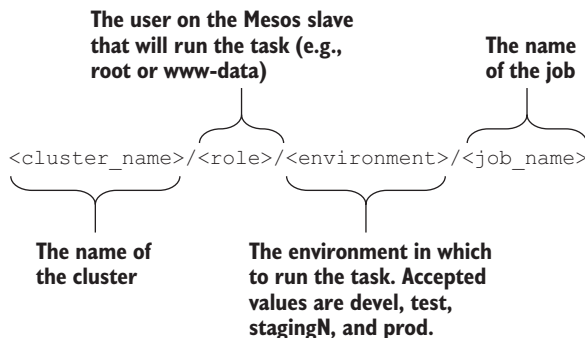 The user on the Mesos slave
that will run the task (e.g.,
root or www-data)
The name
of the job
<cluster_name>/<role>/<environment>/<job_name>
The name of
the cluster
The environment in which
to run the task. Accepted
values are devel, test,
stagingN, and prod.